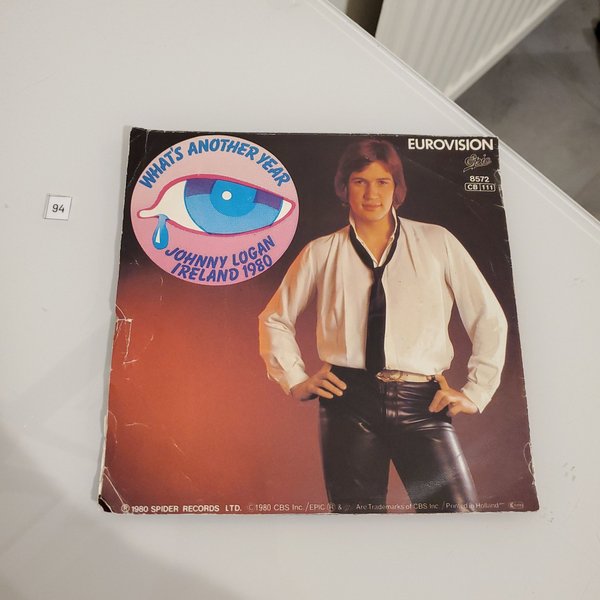 WHAT'S ANOTHER YEAR
JOHNNY LOGAN
IRELAND 1980
EUROVISION
Epic
8572
CB 111
94
℗ 1980 SPIDER RECORDS LTD. © 1980 CBS Inc. / EPIC ® & Are Trademarks of CBS Inc. / Printed in Holland